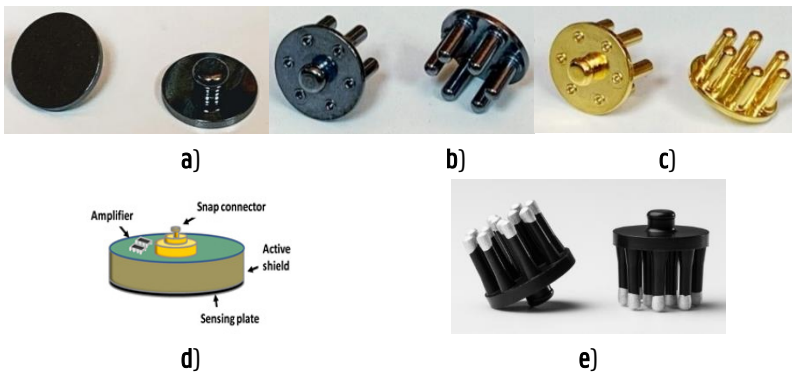 a)
b)
c)
Snap connector
Amplifier
Active
shield
Sensing plate
d)
e)